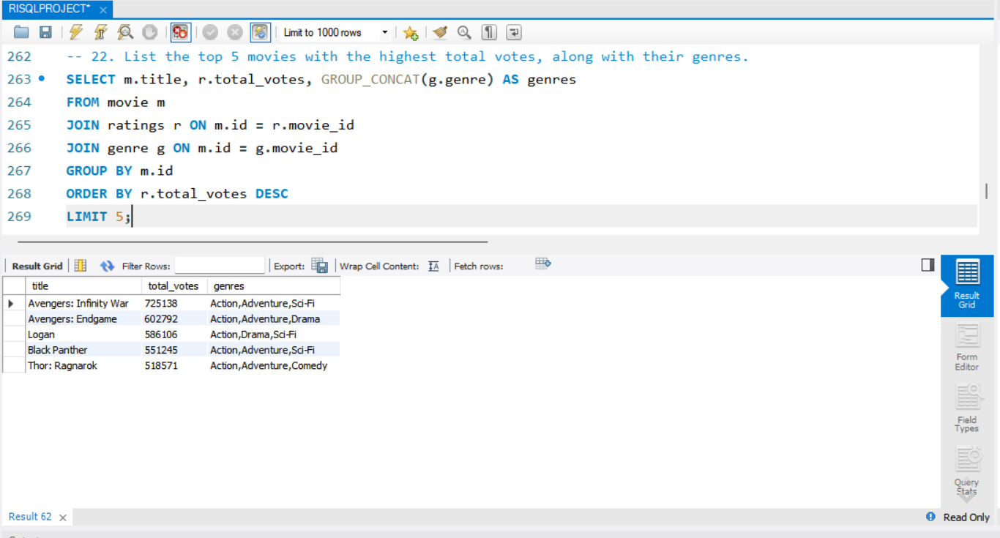 RISQLPROJECT* ×
Limit to 1000 rows
262 -- 22. List the top 5 movies with the highest total votes, along with their genres.
263 SELECT m.title, r.total_votes, GROUP_CONCAT(g.genre) AS genres
264 FROM movie m
265 JOIN ratings r ON m.id = r.movie_id
266 JOIN genre g ON m.id = g.movie_id
267 GROUP BY m.id
268 ORDER BY r.total_votes DESC
269 LIMIT 5;
Result Grid Filter Rows: Export: Wrap Cell Content: Fetch rows:
title total_votes genres
Avengers: Infinity War 725138 Action,Adventure,Sci-Fi
Avengers: Endgame 602792 Action,Adventure,Drama
Logan 586106 Action,Drama,Sci-Fi
Black Panther 551245 Action,Adventure,Sci-Fi
Thor: Ragnarok 518571 Action,Adventure,Comedy
Result
Grid
Form
Editor
Field
Types
Query
Stats
Result 62 ×
Read Only